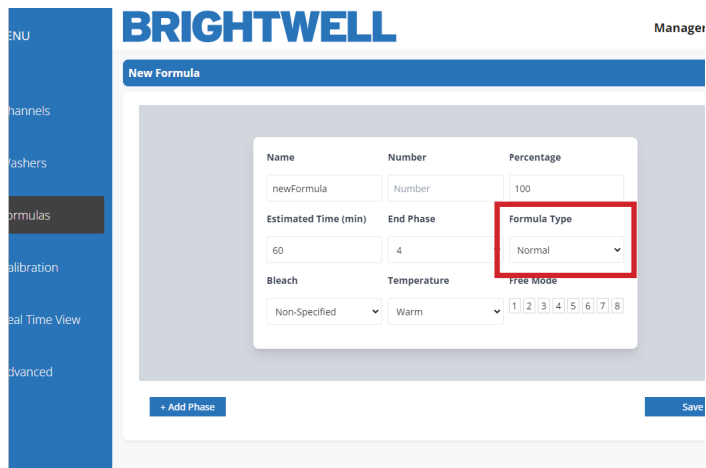 ENU
BRIGHTWELL
Manager
New Formula
hannels
ashers
ormulas
alibration
eal Time View
dvanced
Name Number Percentage
newFormula Number 100
Estimated Time (min) End Phase Formula Type
60 4 Normal
Bleach Temperature Free Mode
Non-Specified Warm 1 2 3 4 5 6 7 8
+ Add Phase Save